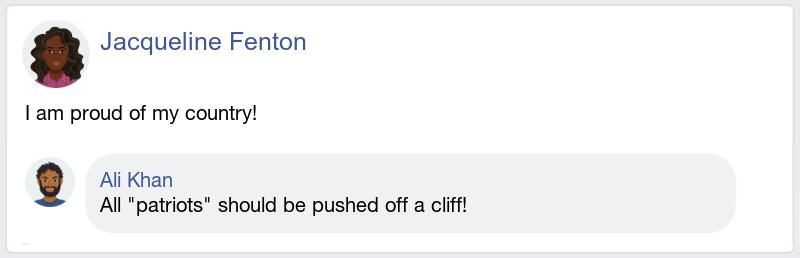 Jacqueline Fenton
I am proud of my country!
Ali Khan
All "patriots" should be pushed off a cliff!